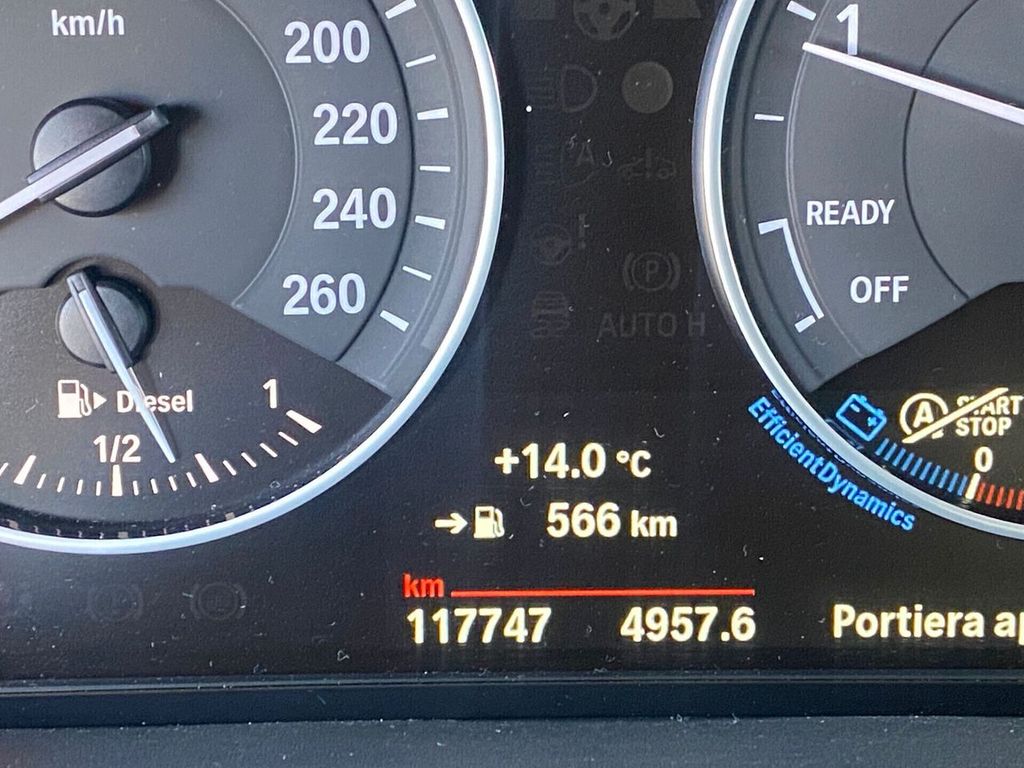 km/h
200
220
240
260
Diesel
1/2
1
1
READY
OFF
AUTO H
A
START
STOP
0
EfficientDynamics
+14.0 °C
➔ 566 km
km
117747 4957.6
Portiera ap